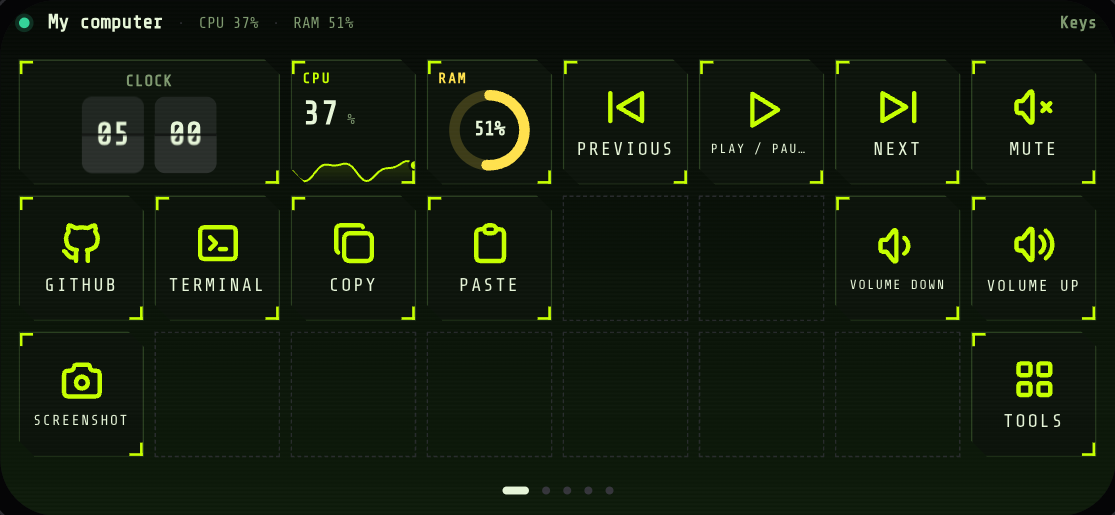 My computer · CPU 37% · RAM 51% Keys
CLOCK
05 00
CPU
37 %
RAM
51%
PREVIOUS
PLAY / PAU…
NEXT
MUTE
GITHUB
TERMINAL
COPY
PASTE
VOLUME DOWN
VOLUME UP
SCREENSHOT
TOOLS